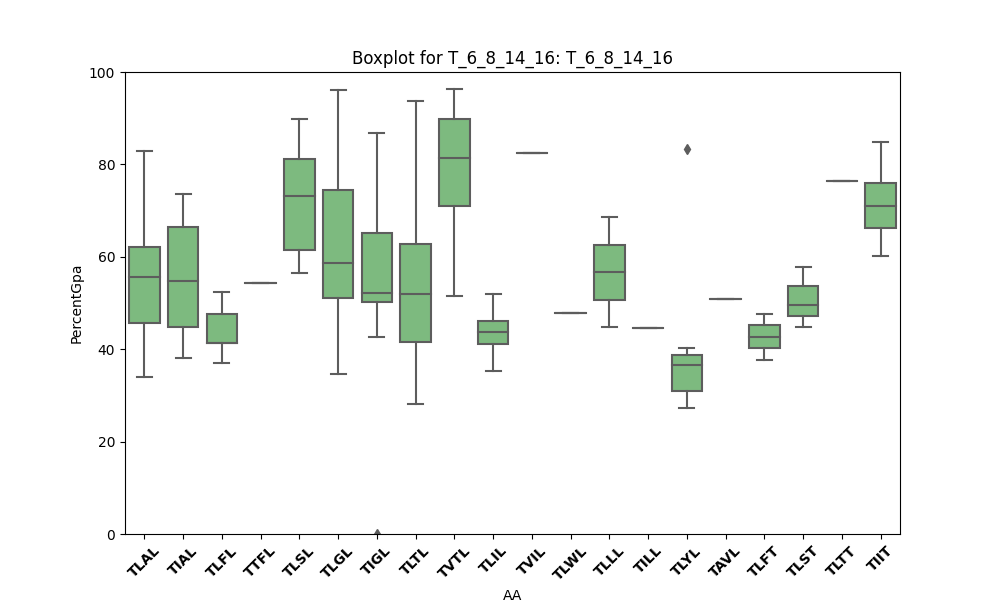 Boxplot for T_6_8_14_16: T_6_8_14_16
100
80
60
40
20
0
PercentGpa
TLAL TIAL TLFL TTFL TLSL TLGL TIGL TLTL TVTL TLIL TVIL TLWL TLLL TILL TLYL TAVL TLFT TLST TLTT TIIT
AA